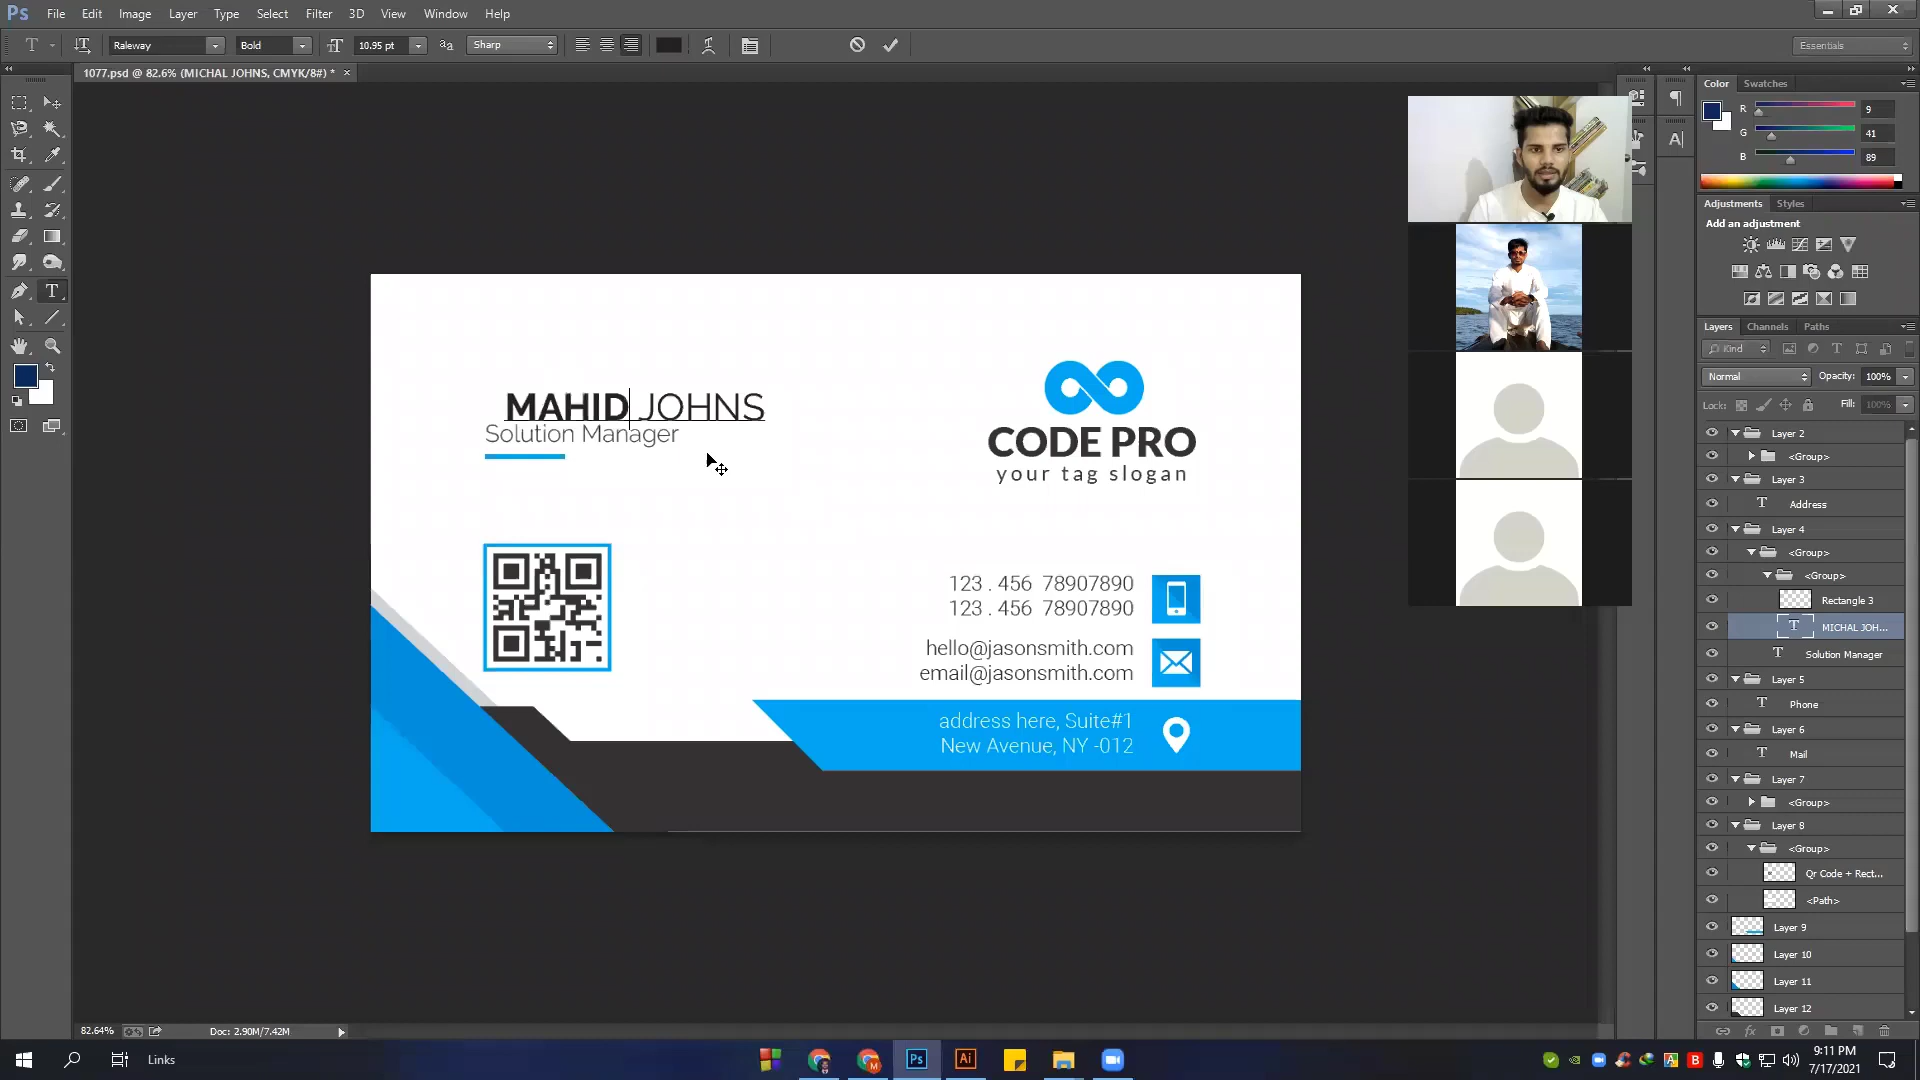 Ps File Edit Image Layer Type Select Filter 3D View Window Help
T Raleway Bold 10.95 pt Sharp
Essentials
1077.psd @ 82.6% (MICHAL JOHNS, CMYK/8#) * ×
MAHID JOHNS
Solution Manager
CODE PRO
your tag slogan
123 . 456 78907890
123 . 456 78907890
hello@jasonsmith.com
email@jasonsmith.com
address here, Suite#1
New Avenue, NY -012
Color Swatches
R 9
G 41
B 89
Adjustments Styles
Add an adjustment
Layers Channels Paths
Kind
Normal Opacity: 100%
Lock: Fill: 100%
Layer 2
<Group>
Layer 3
Address
Layer 4
<Group>
<Group>
Rectangle 3
MICHAL JOH...
Solution Manager
Layer 5
Phone
Layer 6
Mail
Layer 7
<Group>
Layer 8
<Group>
Qr Code + Rect...
<Path>
Layer 9
Layer 10
Layer 11
Layer 12
82.64% Doc: 2.90M/7.42M
Links
Ps Ai
9:11 PM
7/17/2021